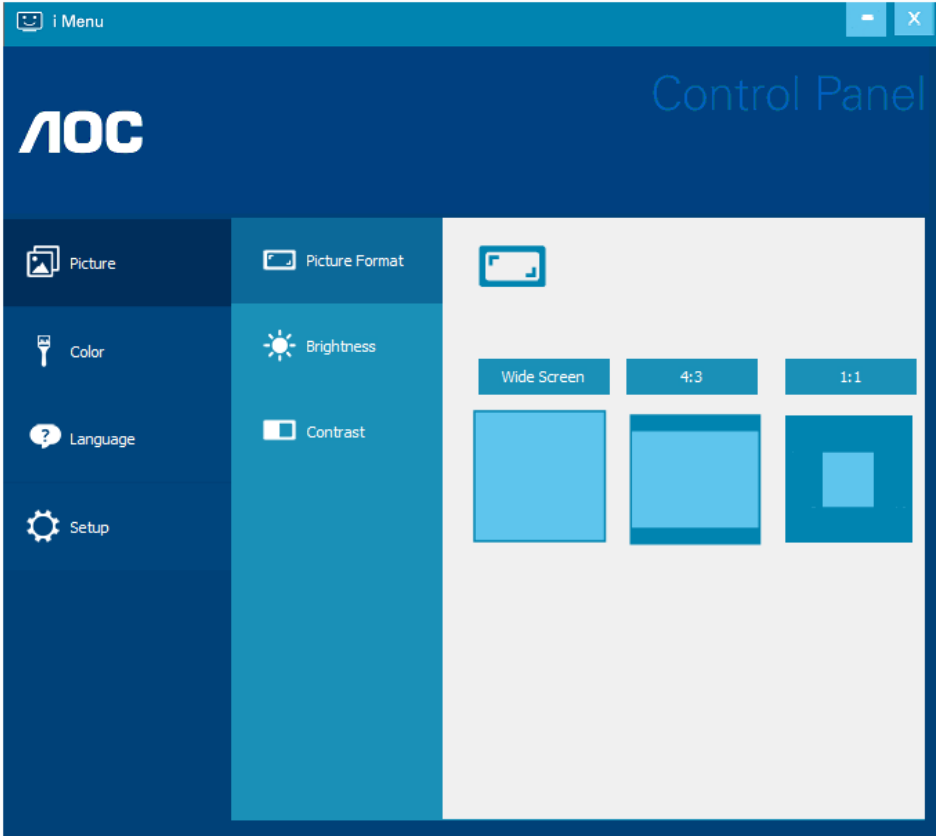 i Menu
X
Control Panel
AOC
Picture
Color
Language
Setup
Picture Format
Brightness
Contrast
Wide Screen
4:3
1:1